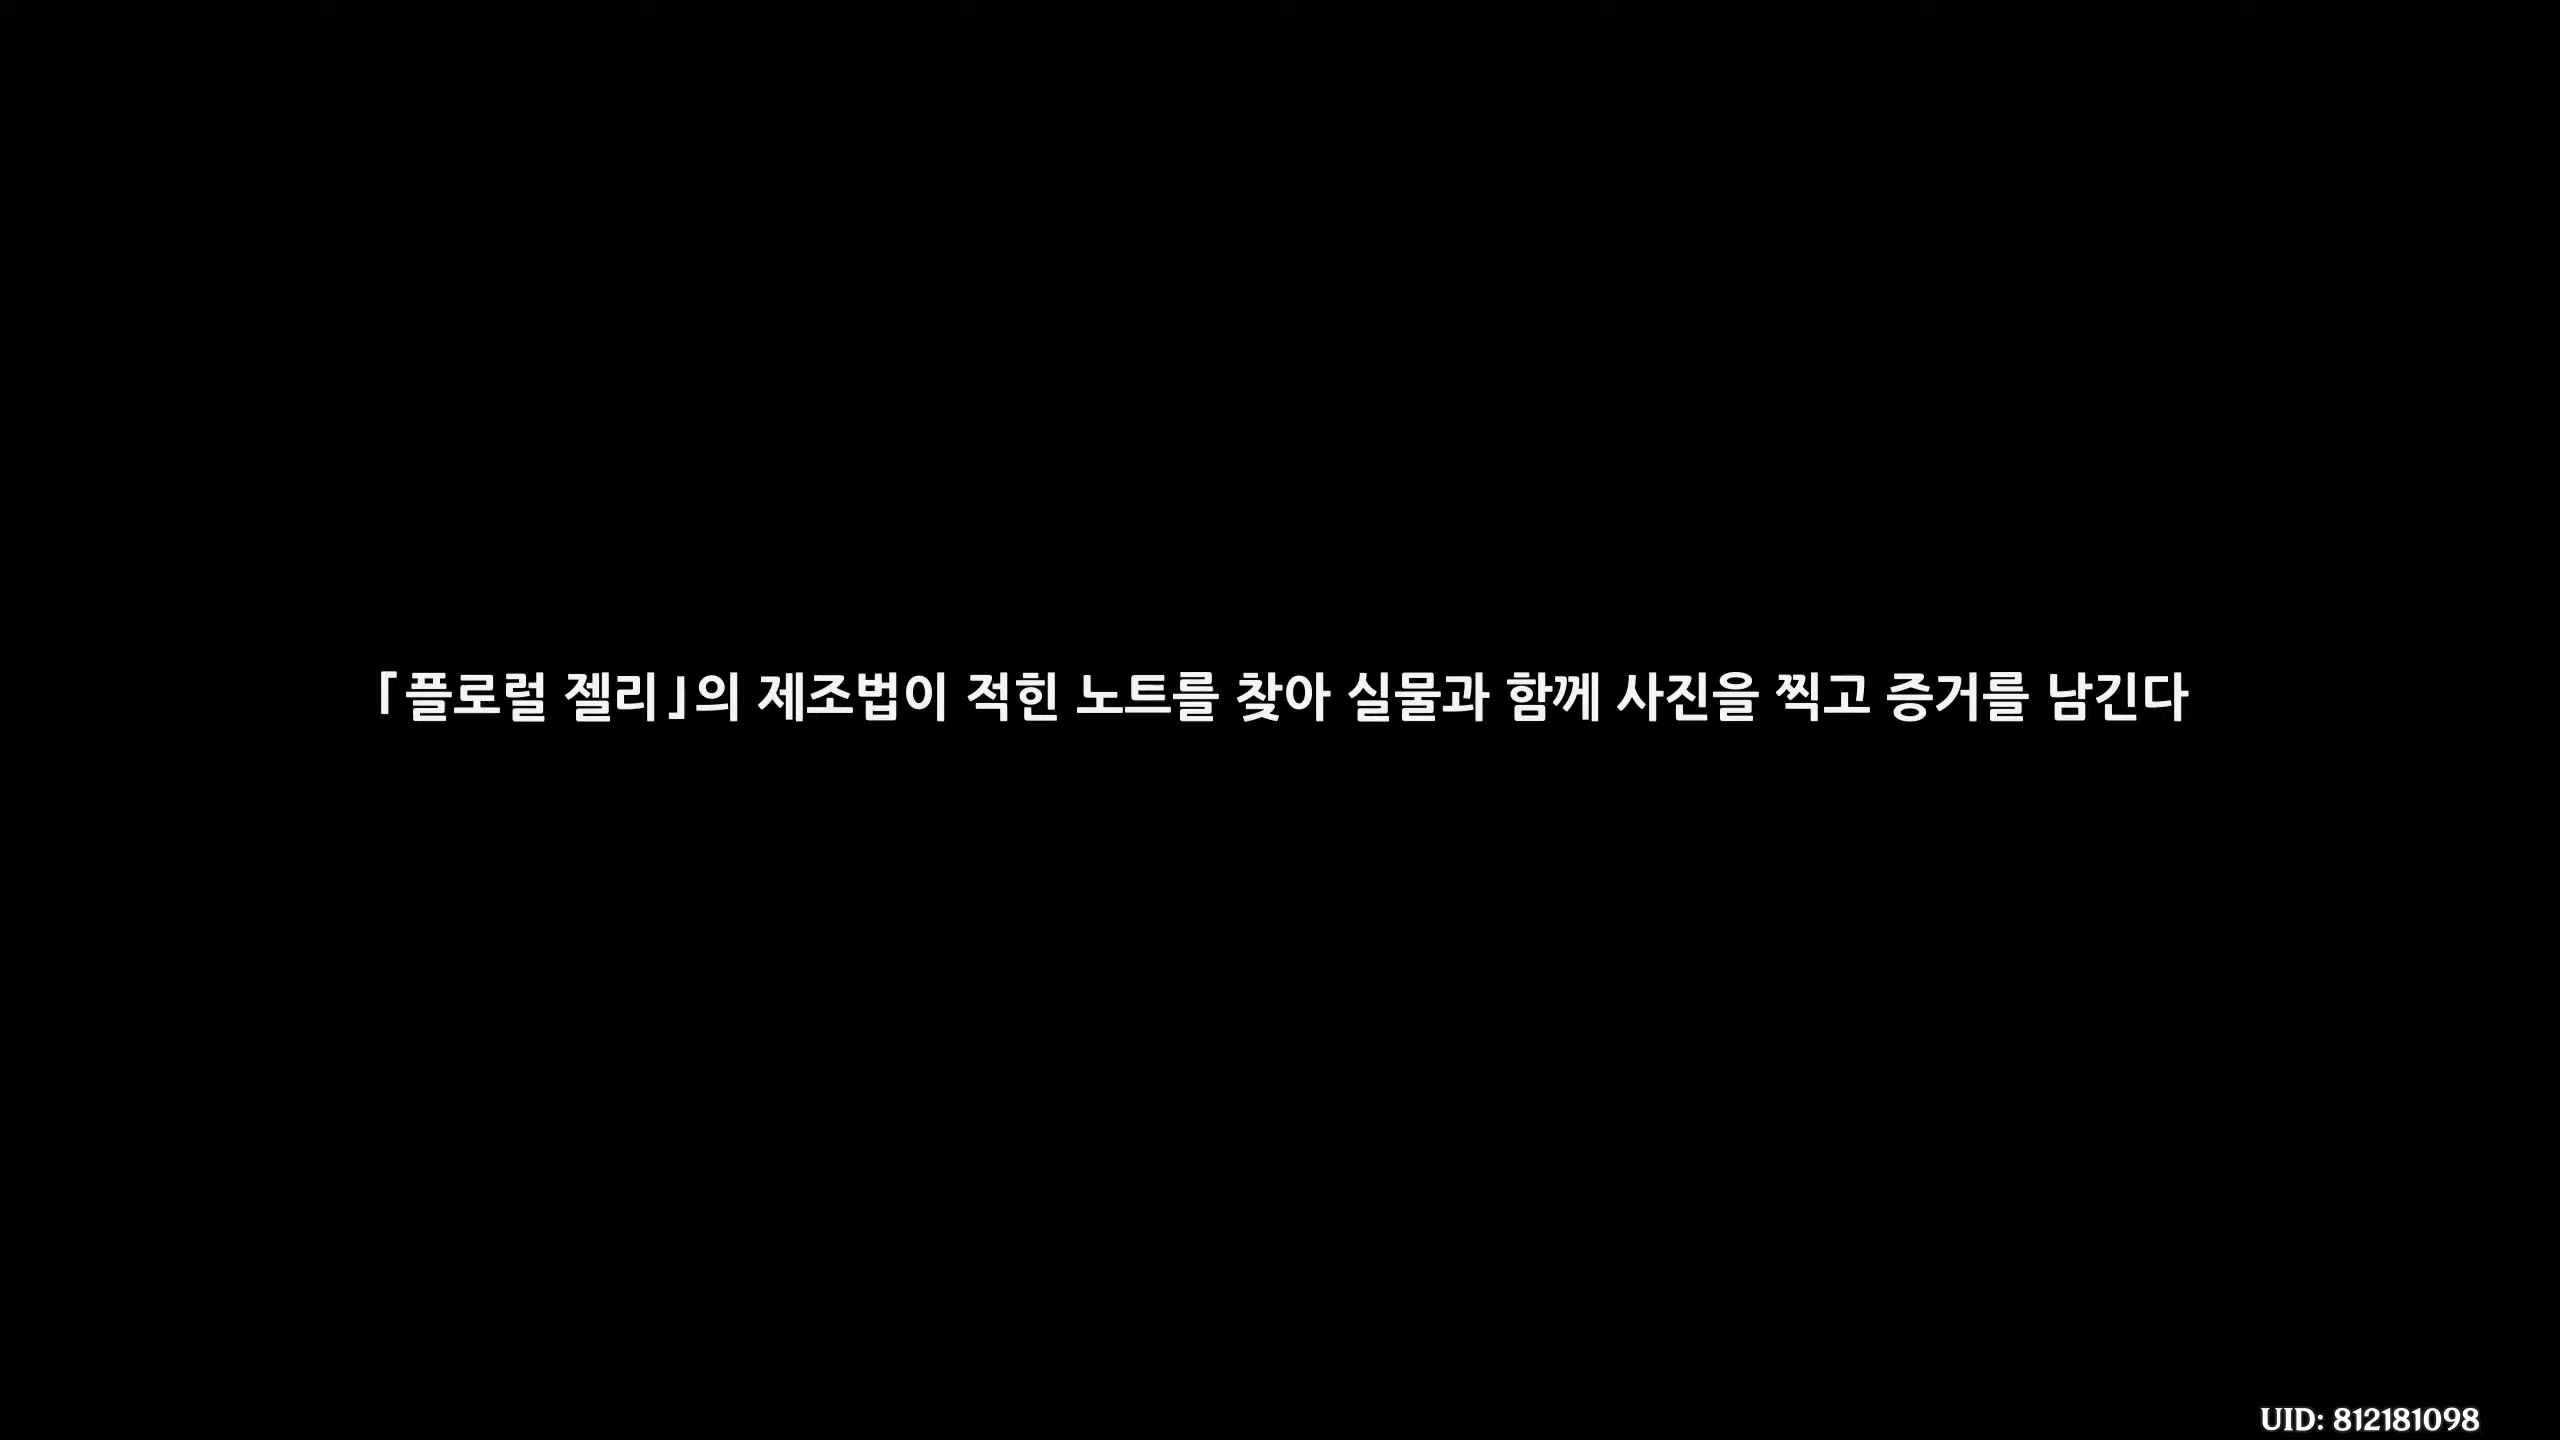 「플로럴 젤리」의 제조법이 적힌 노트를 찾아 실물과 함께 사진을 찍고 증거를 남긴다
UID: 812181098